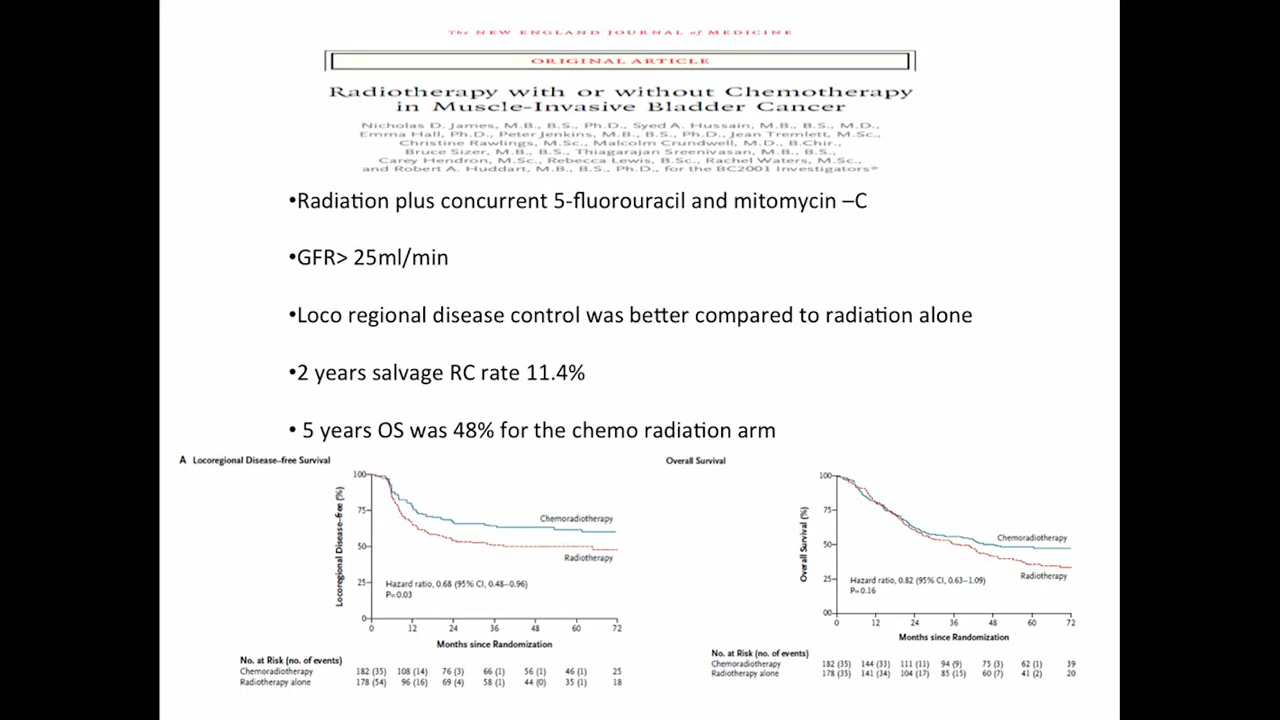 The NEW ENGLAND JOURNAL of MEDICINE
ORIGINAL ARTICLE
Radiotherapy with or without Chemotherapy
in Muscle-Invasive Bladder Cancer
Nicholas D. James, M.B., B.S., Ph.D., Syed A. Hussain, M.B., B.S., M.D.,
Emma Hall, Ph.D., Peter Jenkins, M.B., B.S., Ph.D., Jean Tremlett, M.Sc.,
Christine Rawlings, M.Sc., Malcolm Crundwell, M.D., B.Chir.,
Bruce Sizer, M.B., B.S., Thiagarajan Sreenivasan, M.B., B.S.,
Carey Hendron, M.Sc., Rebecca Lewis, B.Sc., Rachel Waters, M.Sc.,
and Robert A. Huddart, M.B., B.S., Ph.D., for the BC2001 Investigators*
•Radiation plus concurrent 5-fluorouracil and mitomycin –C
•GFR> 25ml/min
•Loco regional disease control was better compared to radiation alone
•2 years salvage RC rate 11.4%
• 5 years OS was 48% for the chemo radiation arm
A Locoregional Disease–free Survival
Locoregional Disease–free (%)
100
75
50
25
0
Chemoradiotherapy
Radiotherapy
Hazard ratio, 0.68 (95% CI, 0.48–0.96)
P=0.03
0 12 24 36 48 60 72
Months since Randomization
No. at Risk (no. of events)
Chemoradiotherapy 182 (35) 108 (14) 76 (3) 66 (1) 56 (1) 46 (1) 25
Radiotherapy alone 178 (54) 96 (16) 69 (4) 58 (1) 44 (0) 35 (1) 18
Overall Survival
Overall Survival (%)
100
75
50
25
00
Chemoradiotherapy
Radiotherapy
Hazard ratio, 0.82 (95% CI, 0.63–1.09)
P=0.16
0 12 24 36 48 60 72
Months since Randomization
No. at Risk (no. of events)
Chemoradiotherapy 182 (35) 144 (33) 111 (11) 94 (9) 75 (3) 62 (1) 39
Radiotherapy alone 178 (35) 141 (34) 104 (17) 85 (15) 60 (7) 41 (2) 20